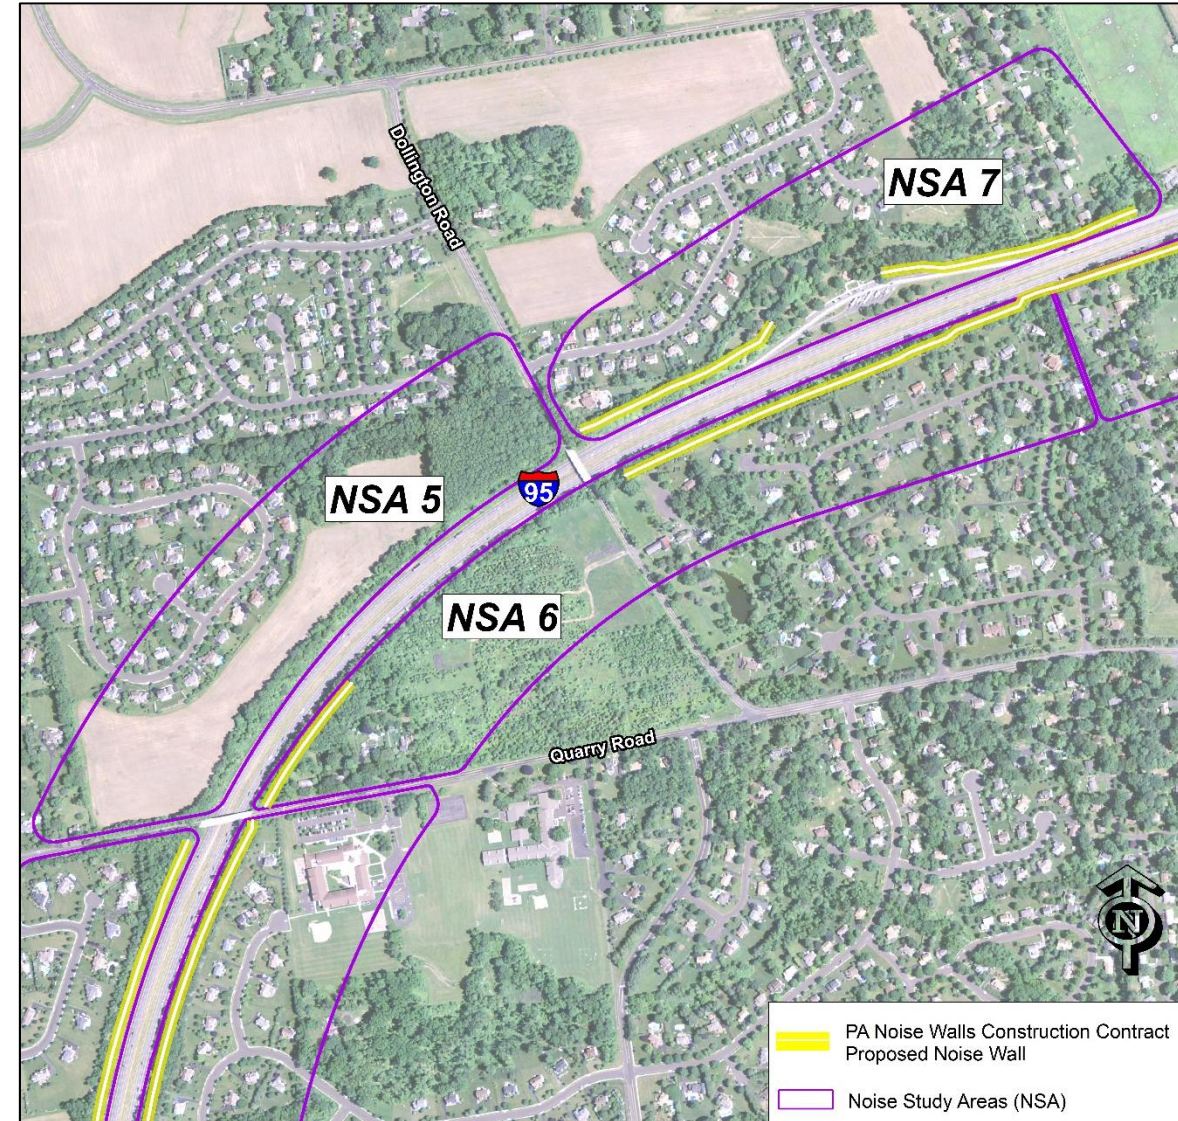 Dollington Road
NSA 7
NSA 5
95
NSA 6
Quarry Road
N
PA Noise Walls Construction Contract
Proposed Noise Wall
Noise Study Areas (NSA)